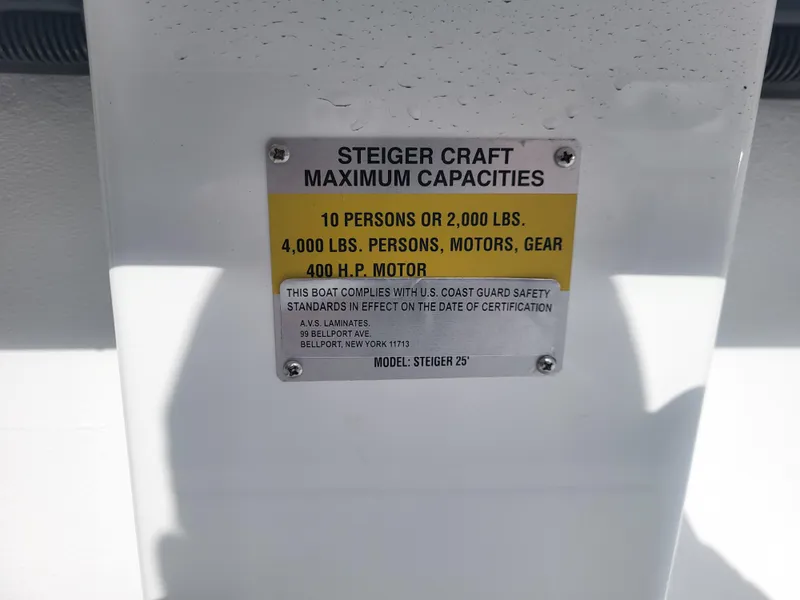 STEIGER CRAFT
MAXIMUM CAPACITIES
10 PERSONS OR 2,000 LBS.
4,000 LBS. PERSONS, MOTORS, GEAR
400 H.P. MOTOR
THIS BOAT COMPLIES WITH U.S. COAST GUARD SAFETY
STANDARDS IN EFFECT ON THE DATE OF CERTIFICATION
A.V.S. LAMINATES.
99 BELLPORT AVE.
BELLPORT, NEW YORK 11713
MODEL: STEIGER 25'